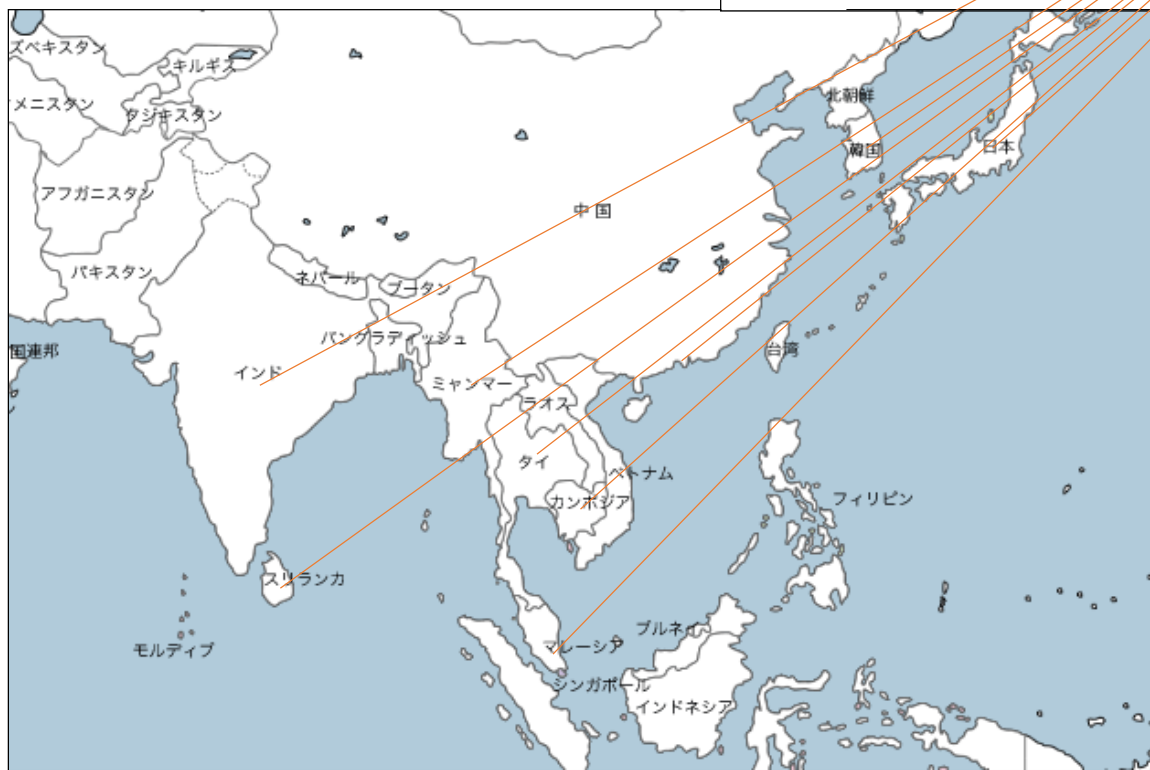 ズベキスタン
キルギス
メニスタン
タジキスタン
北朝鮮
韓国
日本
アフガニスタン
中国
パキスタン
ネパール
ブータン
バングラディッシュ
国連邦
台湾
インド
ミャンマー
ラオス
タイ
ベトナム
カンボジア
フィリピン
スリランカ
モルディブ
ブルネイ
マレーシア
シンガポール
インドネシア